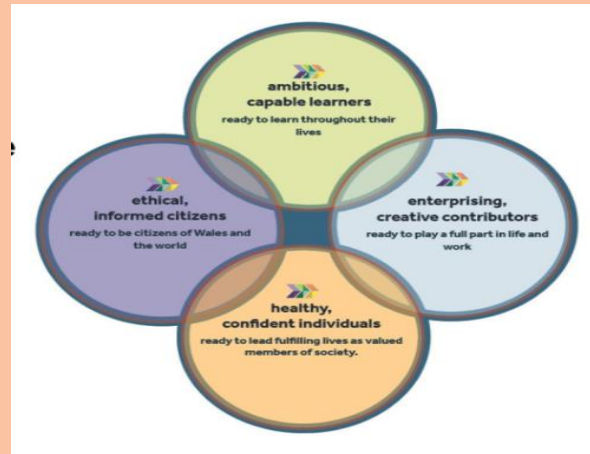 ambitious,
capable learners
ready to learn throughout their
lives
e
ethical,
informed citizens
ready to be citizens of Wales and
the world
enterprising,
creative contributors
ready to play a full part in life and
work
healthy,
confident individuals
ready to lead fulfilling lives as valued
members of society.